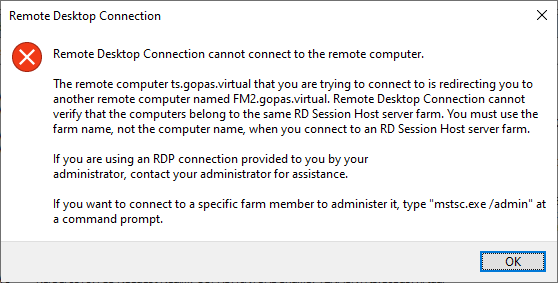 Remote Desktop Connection
Remote Desktop Connection cannot connect to the remote computer.
The remote computer ts.gopas.virtual that you are trying to connect to is redirecting you to
another remote computer named FM2.gopas.virtual. Remote Desktop Connection cannot
verify that the computers belong to the same RD Session Host server farm. You must use the
farm name, not the computer name, when you connect to an RD Session Host server farm.
If you are using an RDP connection provided to you by your
administrator, contact your administrator for assistance.
If you want to connect to a specific farm member to administer it, type "mstsc.exe /admin" at
a command prompt.
OK